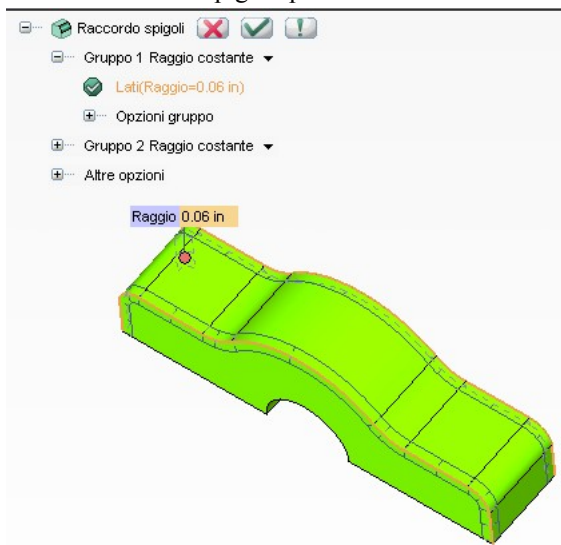 Raccordo spigoli
Gruppo 1 Raggio costante
Lati(Raggio=0.06 in)
Opzioni gruppo
Gruppo 2 Raggio costante
Altre opzioni
Raggio 0.06 in